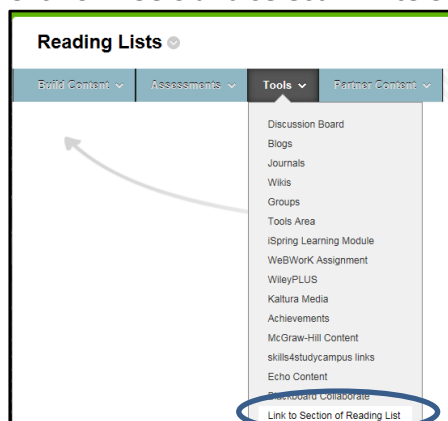 Reading Lists
Build Content Assessments Tools Partner Content
Discussion Board
Blogs
Journals
Wikis
Groups
Tools Area
iSpring Learning Module
WeBWorK Assignment
WileyPLUS
Kaltura Media
Achievements
McGraw-Hill Content
skills4studycampus links
Echo Content
Blackboard Collaborate
Link to Section of Reading List